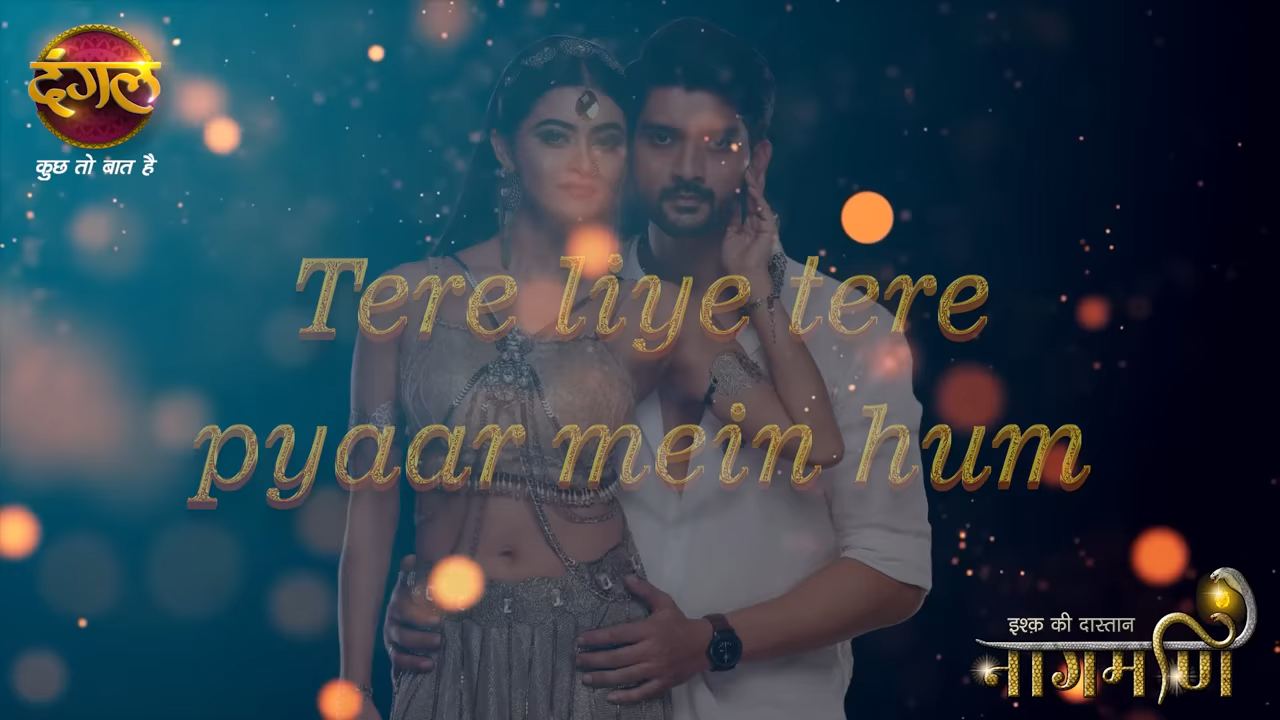 दंगल
कुछ तो बात है
Tere liye tere
pyaar mein hum
इश्क़ की दास्तान
नागमणि